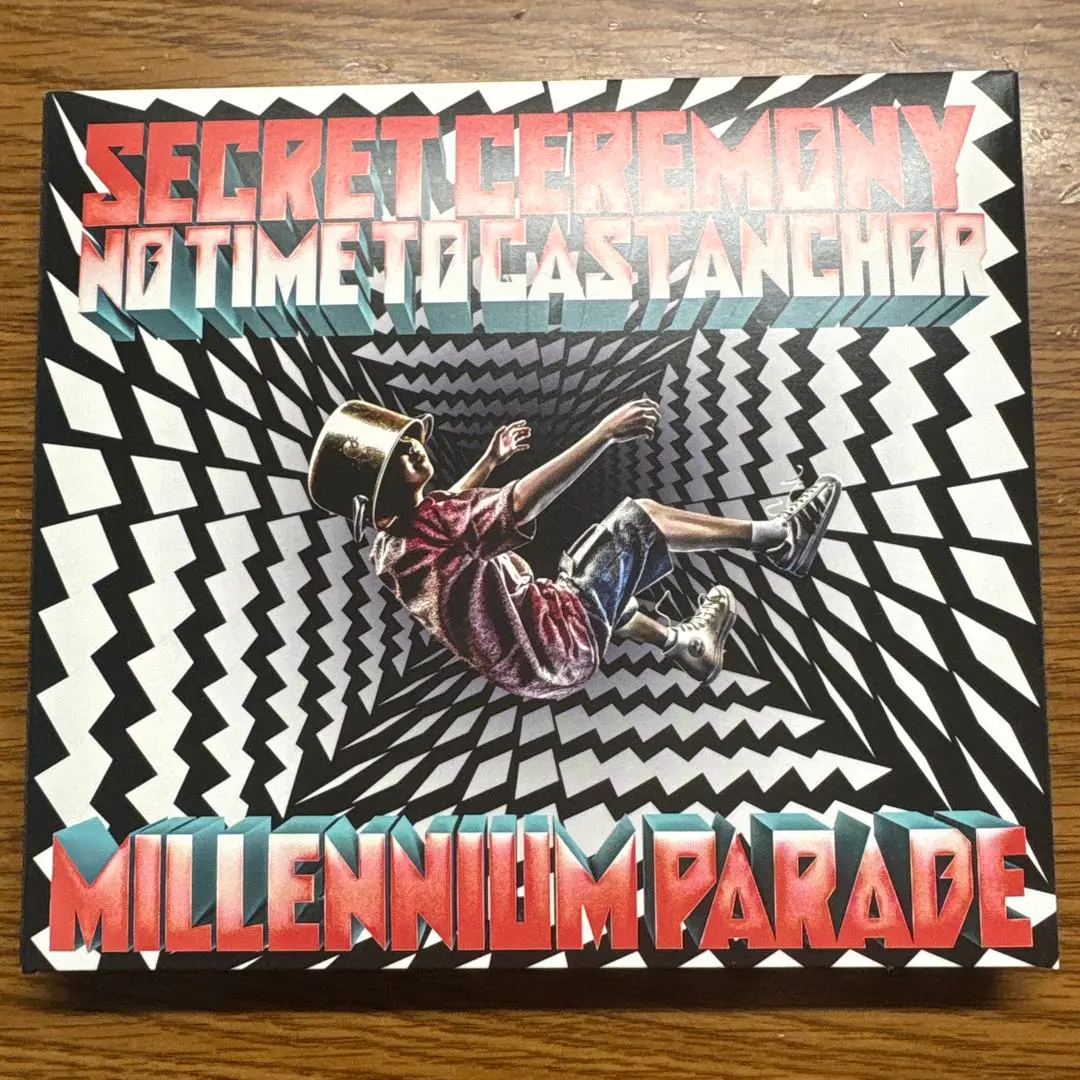 SECRET CEREMONY
NO TIME TO CAST ANCHOR
MILLENNIUM PARADE